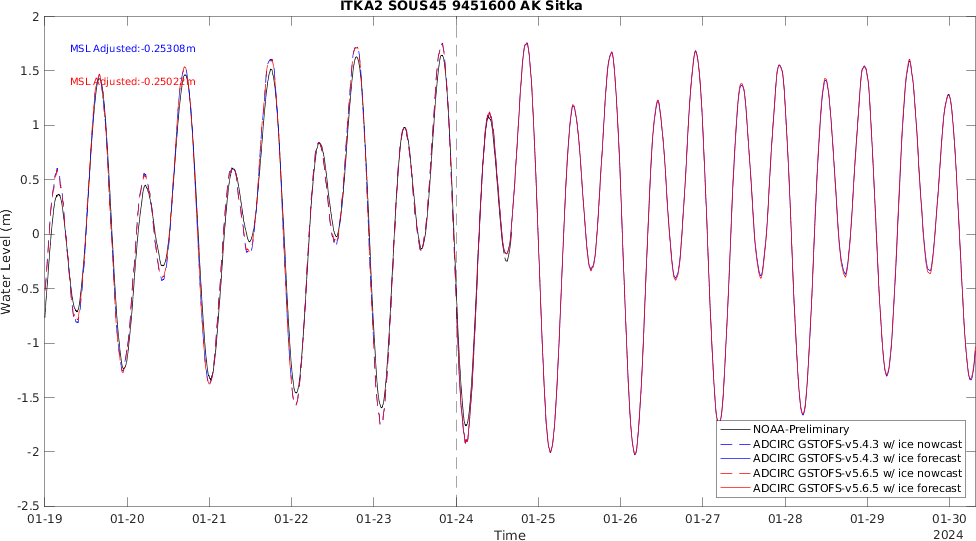 ITKA2 SOUS45 9451600 AK Sitka
MSL Adjusted:-0.25308m
MSL Adjusted:-0.25022m
2
1.5
1
0.5
0
-0.5
-1
-1.5
-2
-2.5
Water Level (m)
NOAA-Preliminary
ADCIRC GSTOFS-v5.4.3 w/ ice nowcast
ADCIRC GSTOFS-v5.4.3 w/ ice forecast
ADCIRC GSTOFS-v5.6.5 w/ ice nowcast
ADCIRC GSTOFS-v5.6.5 w/ ice forecast
01-19 01-20 01-21 01-22 01-23 01-24 01-25 01-26 01-27 01-28 01-29 01-30
Time
2024